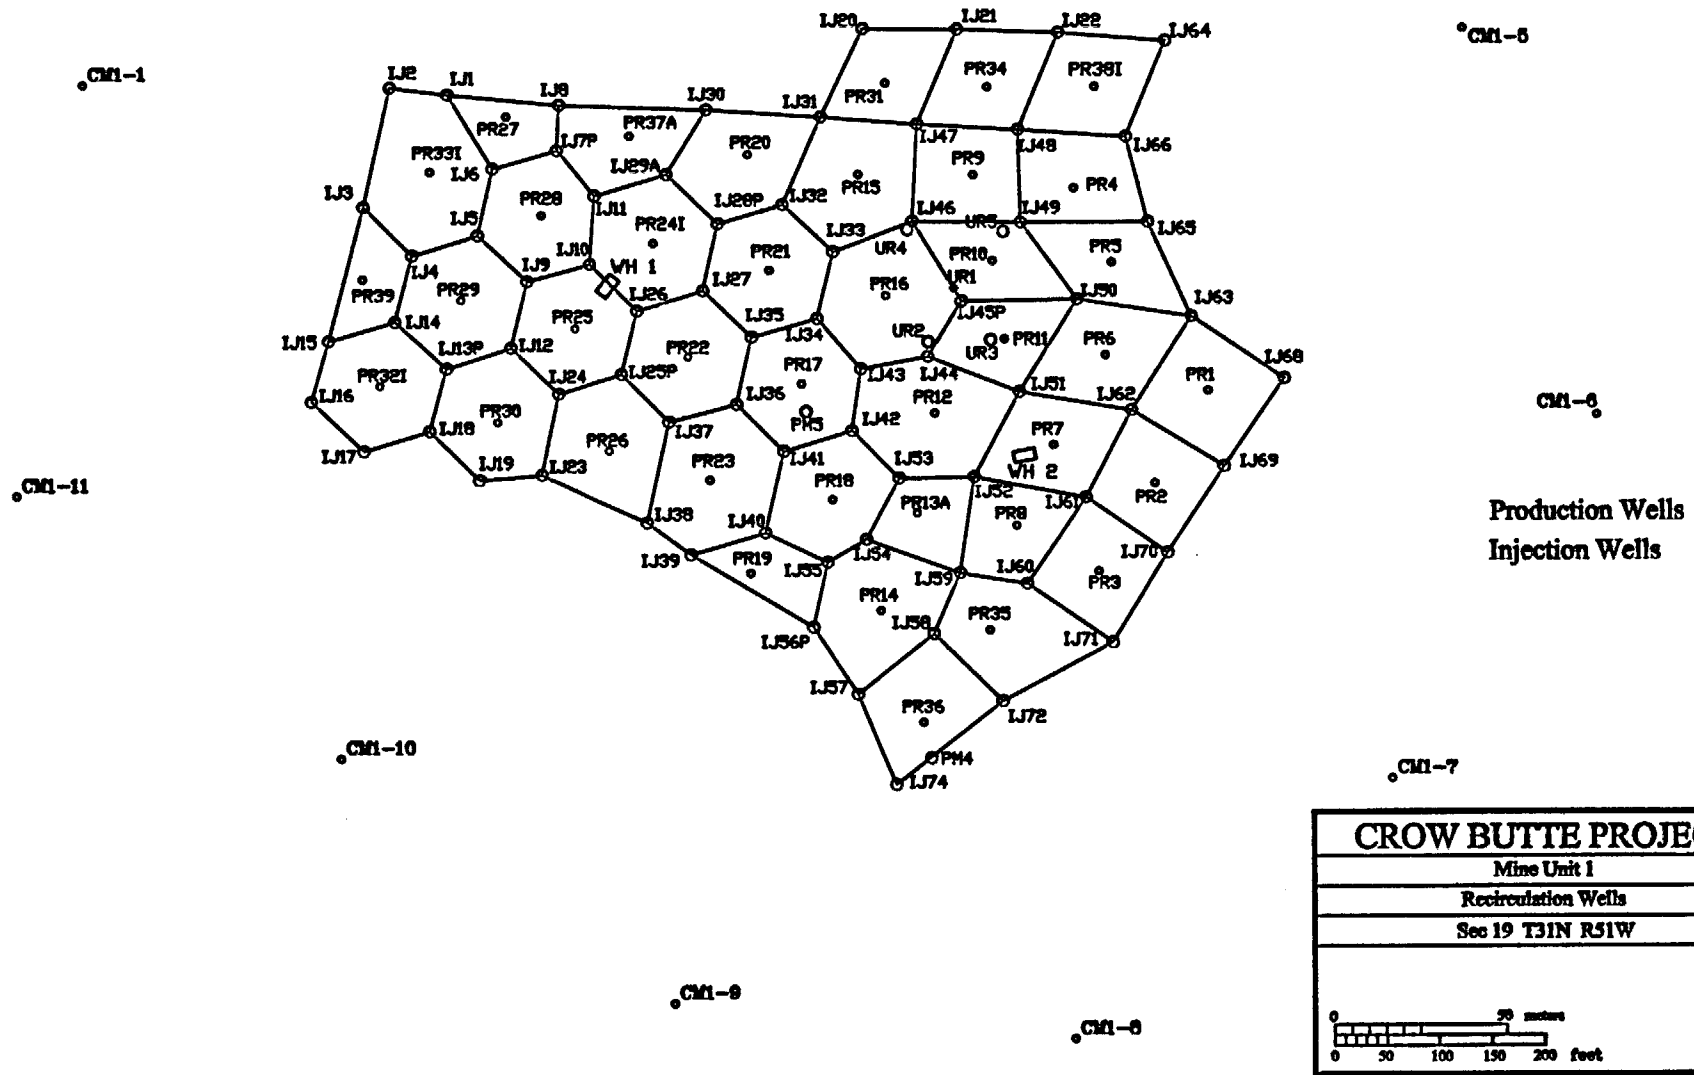 IJ20
IJ21
IJ22
IJ64
CM1-5
CM1-1
IJ2
IJ1
IJ8
IJ30
IJ31
PR31
PR34
PR38I
PR27
IJ7P
PR37A
IJ47
IJ48
IJ66
PR33I
IJ6
IJ29A
PR20
PR15
PR9
PR4
IJ3
IJ5
PR28
IJ11
PR24I
IJ28P
IJ32
IJ33
IJ46
UR5
IJ49
IJ65
IJ4
IJ9
IJ10
WH 1
PR21
UR4
PR10
PR5
PR39
PR29
IJ26
IJ27
PR16
UR1
IJ50
IJ63
IJ15
IJ14
PR25
IJ35
IJ34
IJ45P
IJ13P
IJ12
PR22
UR2
UR3
PR11
PR6
IJ68
PR32I
IJ24
IJ25P
PR17
IJ43
IJ44
IJ51
IJ62
PR1
IJ16
PR30
IJ36
PM5
PR12
CM1-6
IJ17
IJ18
PR26
IJ37
IJ42
PR7
IJ19
IJ23
PR23
IJ41
IJ53
WH 2
IJ69
CM1-11
PR18
PR13A
IJ52
IJ61
PR2
Production Wells
IJ38
IJ40
PR8
Injection Wells
IJ39
PR19
IJ55
IJ54
IJ59
IJ60
IJ70
PR3
PR14
PR35
IJ56P
IJ58
IJ71
IJ57
PR36
IJ72
CM1-10
PM4
IJ74
CM1-7
CROW BUTTE PROJEC
Mine Unit 1
Recirculation Wells
Sec 19 T31N R51W
CM1-9
CM1-8
0 50 meters
0 50 100 150 200 feet